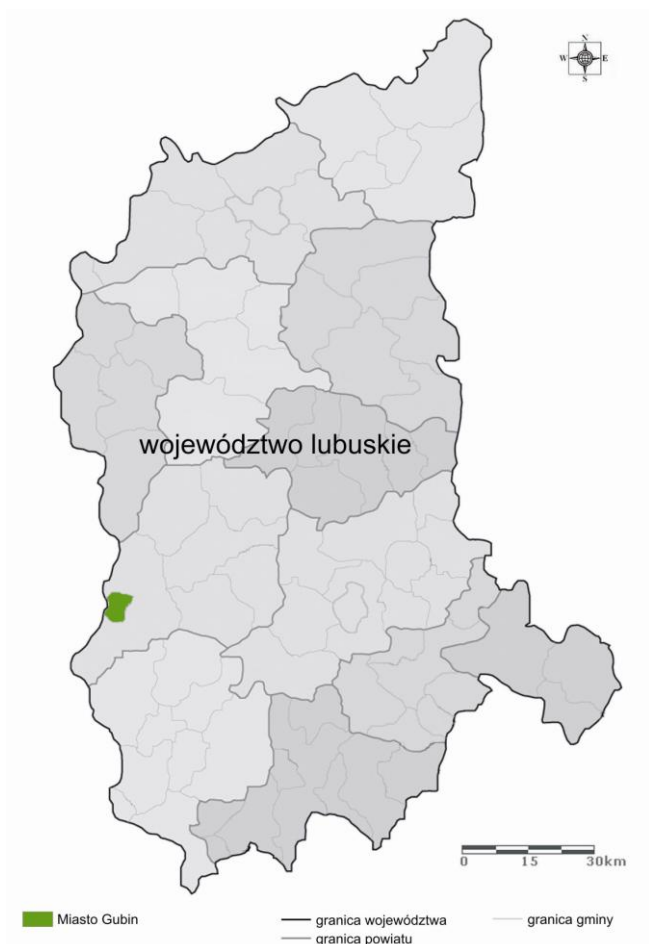 N
W E
S
województwo lubuskie
0 15 30km
Miasto Gubin
granica województwa
granica gminy
granica powiatu